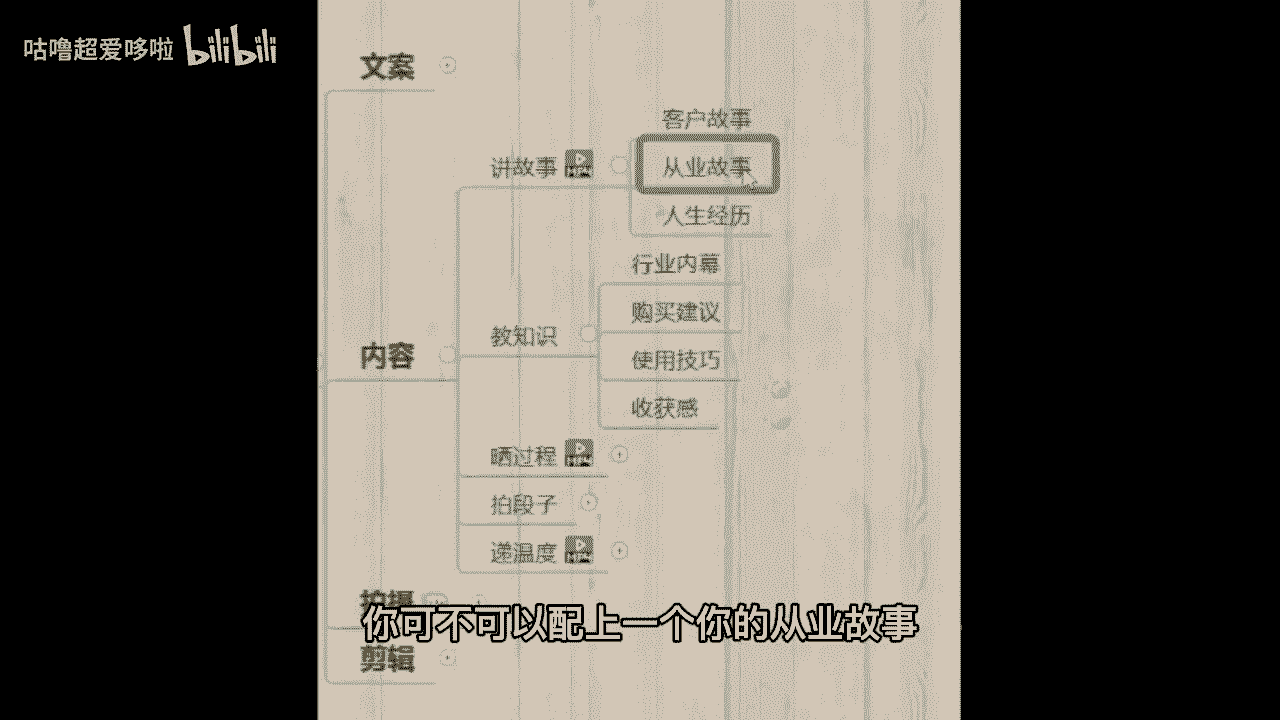 咕噜超爱哆啦 bilibili
文案
客户故事
讲故事
从业故事
人生经历
行业内幕
购买建议
教知识
内容
使用技巧
收获感
晒过程
拍段子
递温度
拍摄
你可不可以配上一个你的从业故事
剪辑